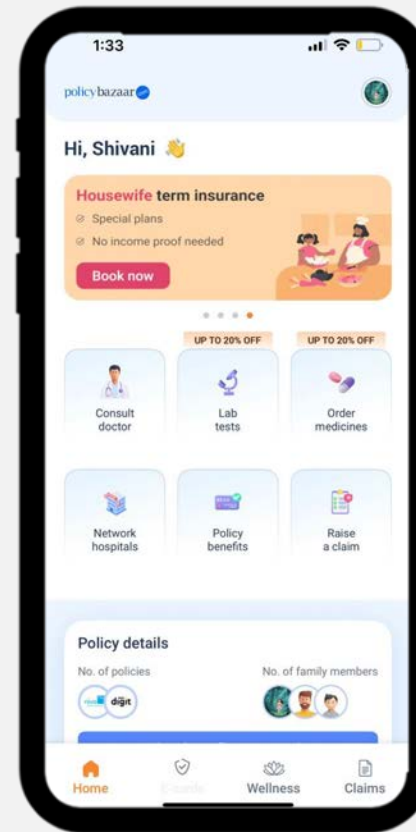 1:33
policybazaar
Hi, Shivani
Housewife term insurance
Special plans
No income proof needed
Book now
UP TO 20% OFF
UP TO 20% OFF
Consult
doctor
Lab
tests
Order
medicines
Network
hospitals
Policy
benefits
Raise
a claim
Policy details
No. of policies
No. of family members
digit
Home
Wellness
Claims